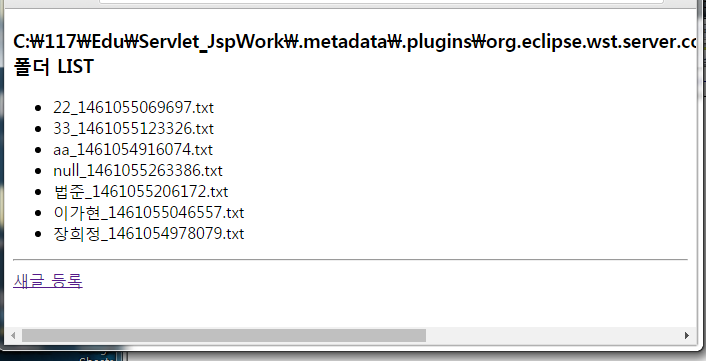 C:₩117₩Edu₩Servlet_JspWork₩.metadata₩.plugins₩org.eclipse.wst.server.co
폴더 LIST
22_1461055069697.txt
33_1461055123326.txt
aa_1461054916074.txt
null_1461055263386.txt
법준_1461055206172.txt
이가현_1461055046557.txt
장희정_1461054978079.txt
새글 등록